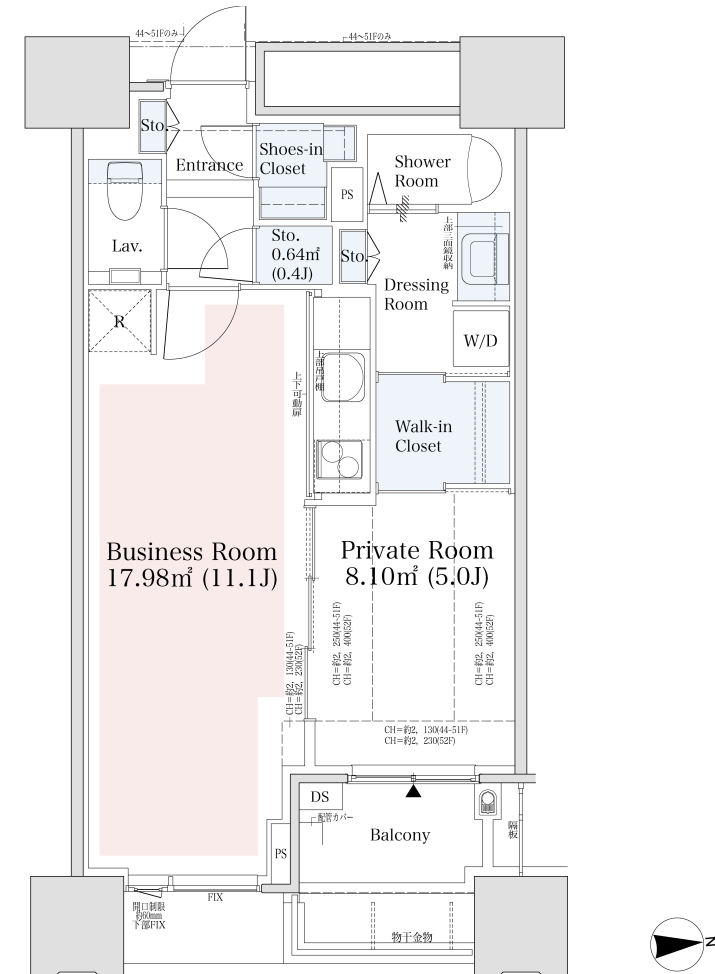 44～51Fのみ
44～51Fのみ
Sto.
Entrance
Shoes-in
Closet
PS
Shower
Room
Lav.
Sto.
0.64㎡
(0.4J)
Sto.
上部三面鏡収納
Dressing
Room
R
W/D
上部吊戸棚
上下可動扉
Walk-in
Closet
Business Room
17.98㎡ (11.1J)
Private Room
8.10㎡ (5.0J)
CH=約2, 130(44-51F)
CH=約2, 230(52F)
CH=約2, 250(44-51F)
CH=約2, 400(52F)
CH=約2, 250(44-51F)
CH=約2, 400(52F)
CH=約2, 130(44-51F)
CH=約2, 230(52F)
DS
配管カバー
Balcony
隔板
PS
FIX
開口制限
約60mm
下部FIX
物干金物
N